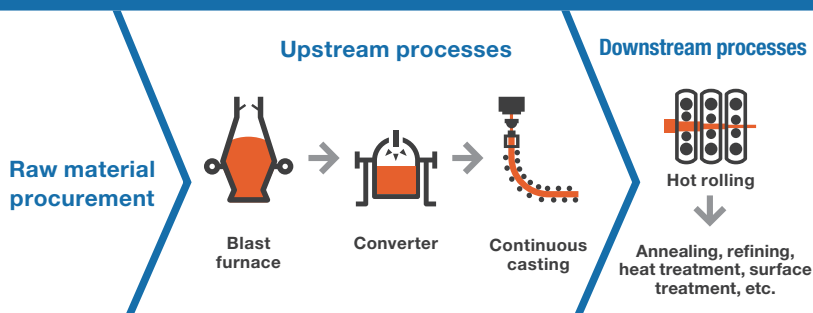 Raw material
procurement
Upstream processes
Blast
furnace
Converter
Continuous
casting
Downstream processes
Hot rolling
Annealing, refining,
heat treatment, surface
treatment, etc.